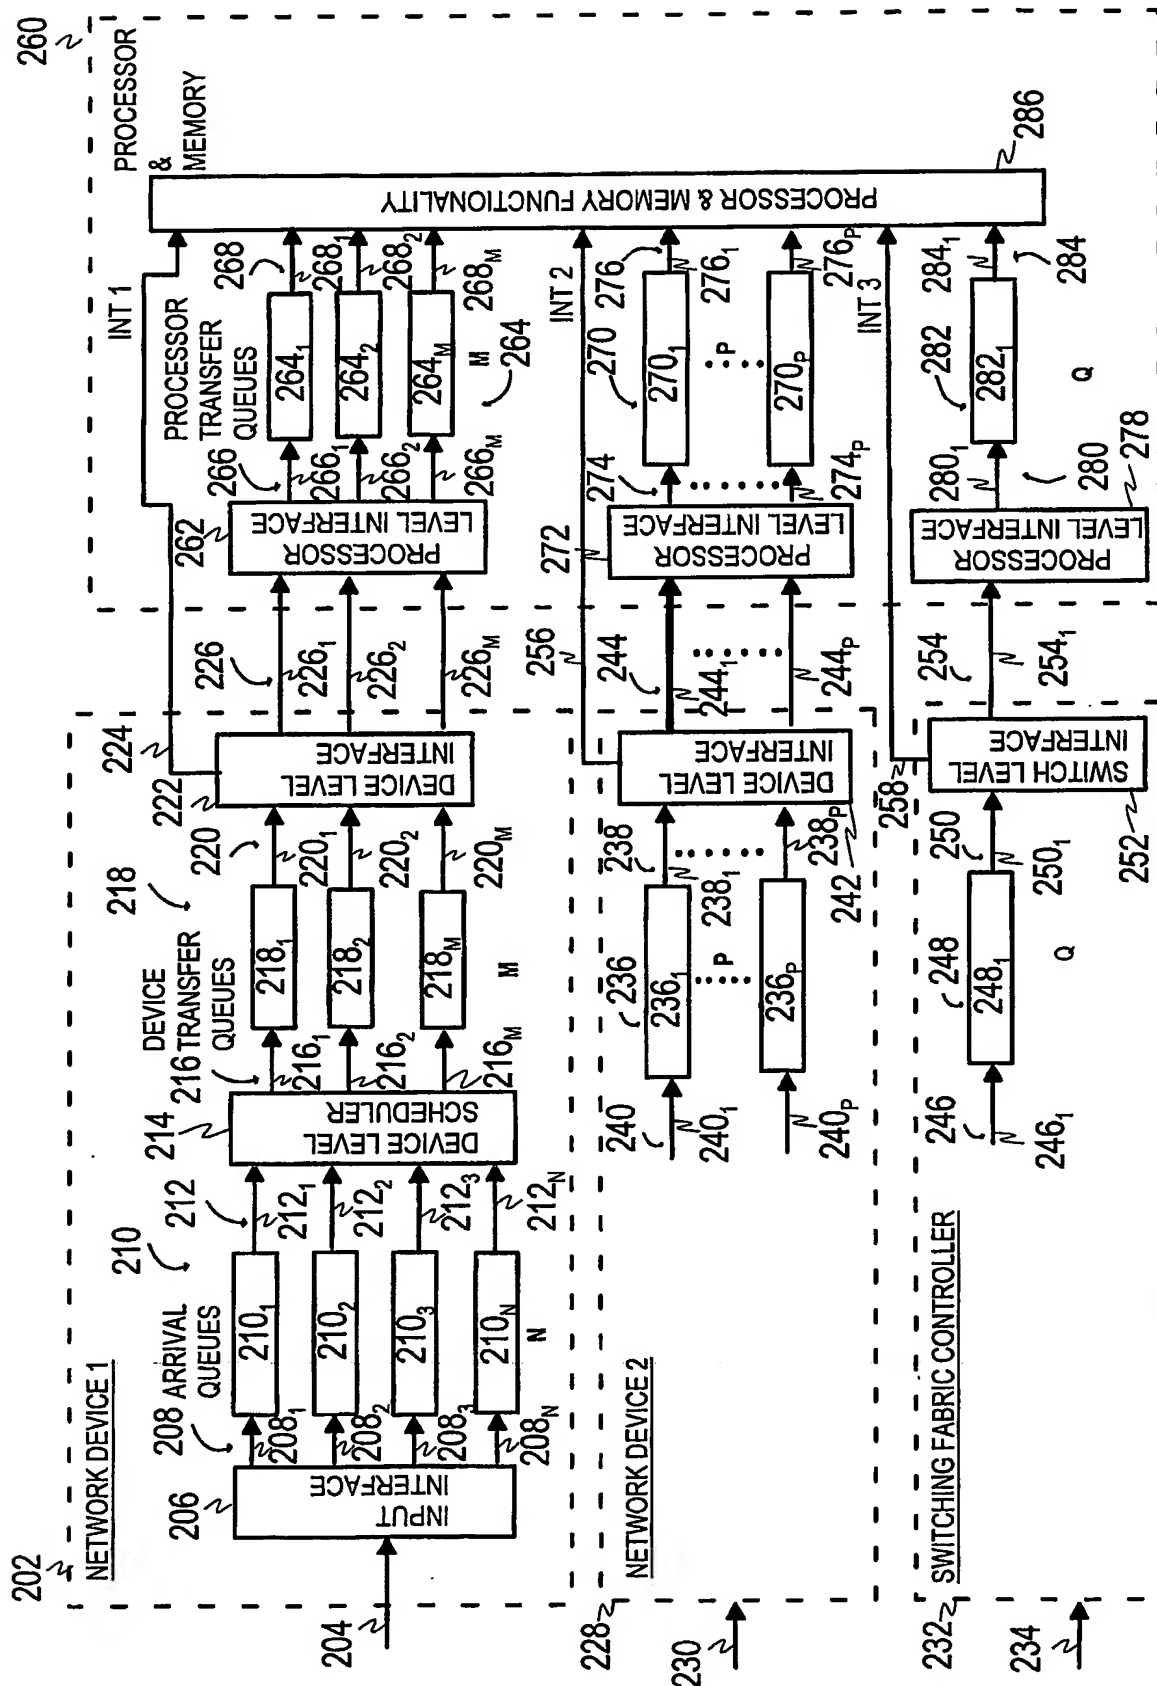 202
NETWORK DEVICE 1
204
206
INPUT
INTERFACE
208
208₁
208₂
208₃
208N
ARRIVAL
QUEUES
210
210₁
210₂
210₃
210N
N
212
212₁
212₂
212₃
212N
214
DEVICE LEVEL
SCHEDULER
216
216₁
216₂
216M
DEVICE
TRANSFER
QUEUES
218
218₁
218₂
218M
M
220
220₁
220₂
220M
222
DEVICE LEVEL
INTERFACE
224
INT 1
226
226₁
226₂
226M
228
NETWORK DEVICE 2
230
240
240₁
240P
236
236₁
P
236P
238
238₁
238P
242
DEVICE LEVEL
INTERFACE
256
INT 2
244
244₁
244P
232
SWITCHING FABRIC CONTROLLER
234
246
246₁
248
248₁
Q
250
250₁
252
SWITCH LEVEL
INTERFACE
258
INT 3
254
254₁
260
PROCESSOR
&
MEMORY
262
PROCESSOR
LEVEL INTERFACE
266
266₁
266₂
266M
PROCESSOR
TRANSFER
QUEUES
264₁
264₂
264M
M
264
268
268₁
268₂
268M
272
PROCESSOR
LEVEL INTERFACE
274
274P
270
270₁
P
270P
276
276₁
276P
278
PROCESSOR
LEVEL INTERFACE
280
280₁
282
282₁
Q
284
284₁
PROCESSOR & MEMORY FUNCTIONALITY
286